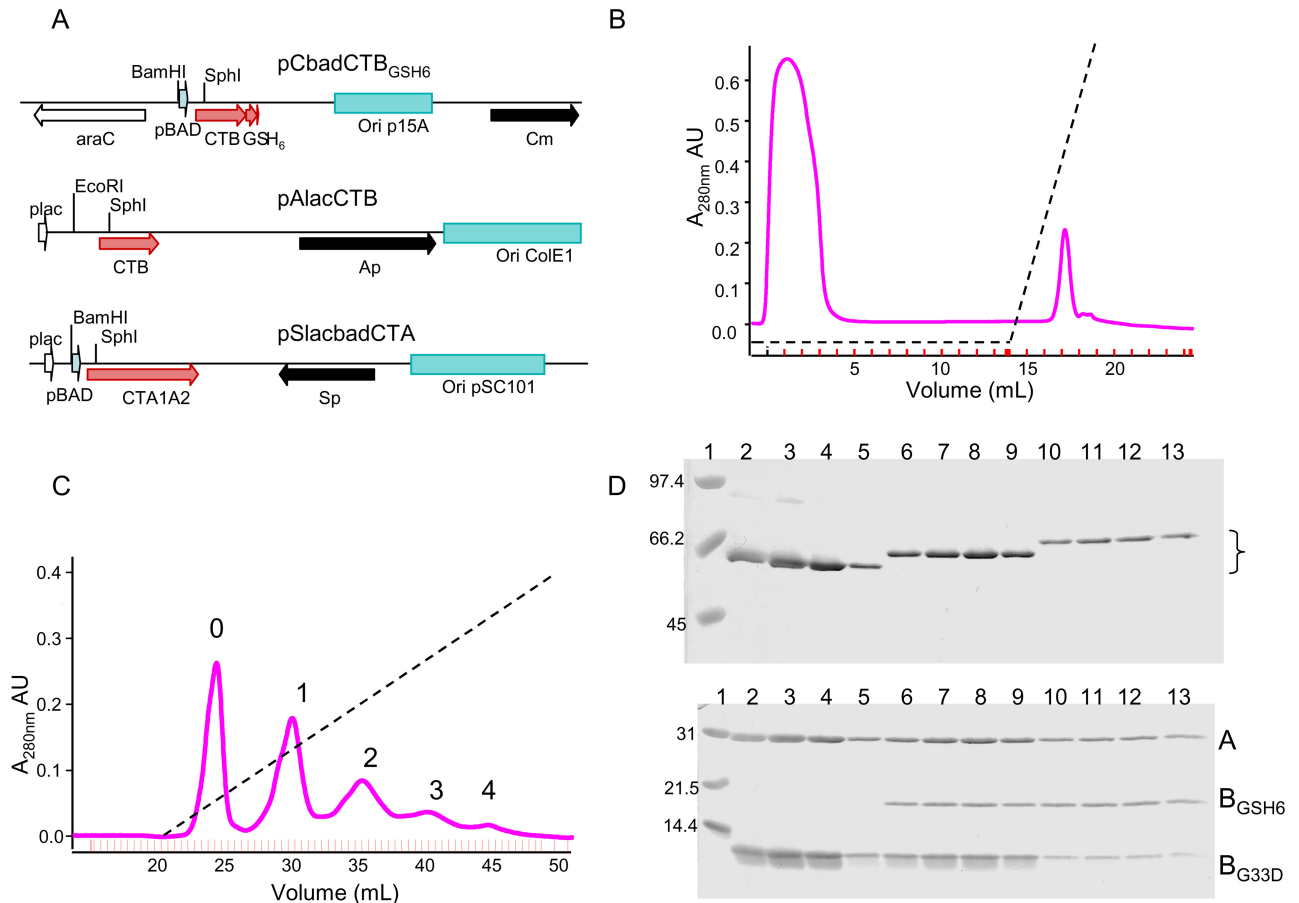 A
pCbadCTBGSH6
BamHI SphI
araC pBAD CTB GSH6 Ori p15A Cm
pAlacCTB
plac EcoRI SphI
CTB Ap Ori ColE1
pSlacbadCTA
plac BamHI SphI
pBAD CTA1A2 Sp Ori pSC101
B
A280nm AU
0.6
0.5
0.4
0.3
0.2
0.1
0.0
5 10 15 20
Volume (mL)
C
A280nm AU
0.4
0.3
0.2
0.1
0.0
0 1 2 3 4
20 25 30 35 40 45 50
Volume (mL)
D
1 2 3 4 5 6 7 8 9 10 11 12 13
97.4
66.2
45
1 2 3 4 5 6 7 8 9 10 11 12 13
31 A
21.5 BGSH6
14.4
BG33D